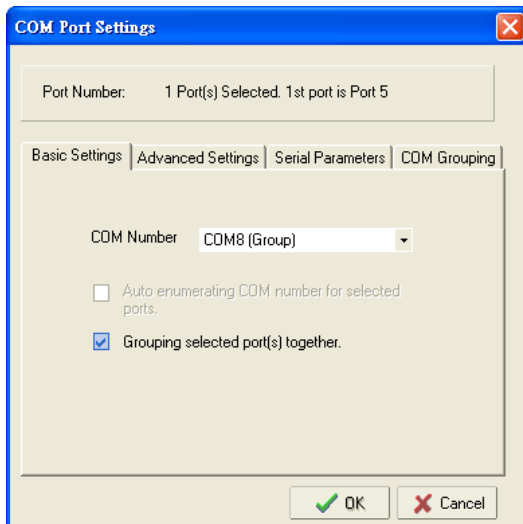 COM Port Settings
Port Number: 1 Port(s) Selected. 1st port is Port 5
Basic Settings Advanced Settings Serial Parameters COM Grouping
COM Number COM8 (Group)
Auto enumerating COM number for selected
ports.
Grouping selected port(s) together.
OK Cancel